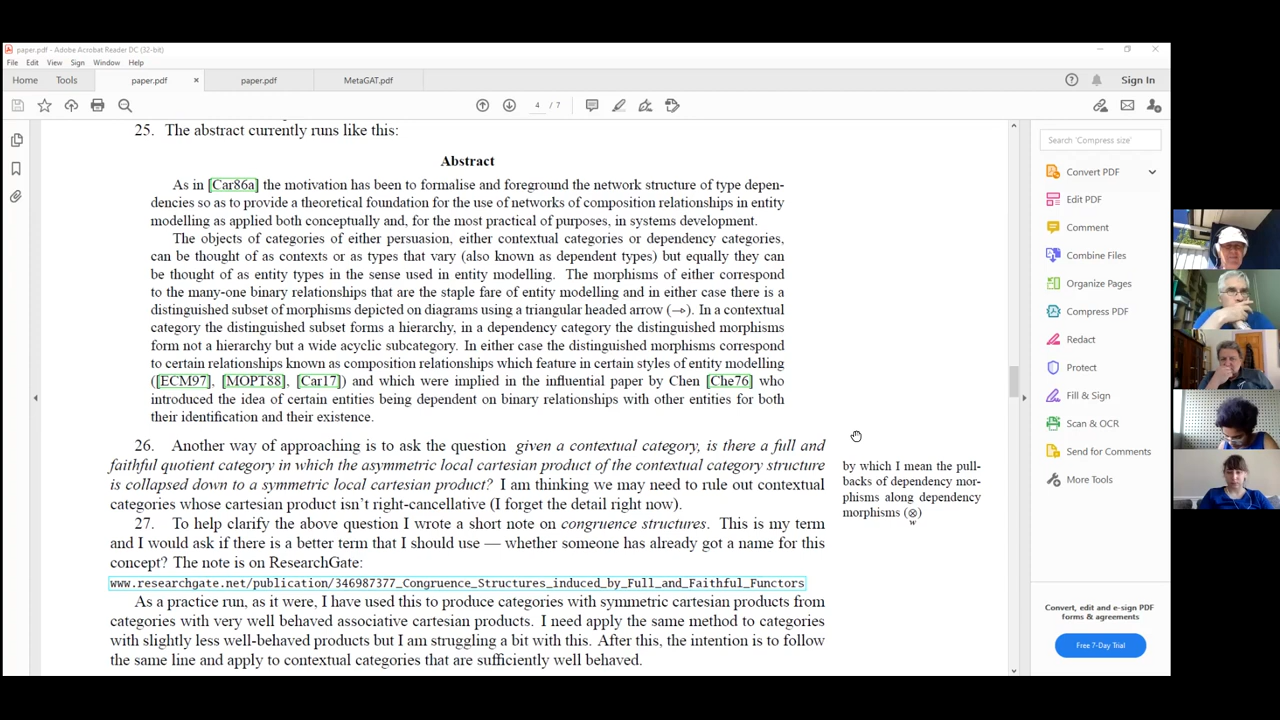 paper.pdf - Adobe Acrobat Reader DC (32-bit)
File Edit View Sign Window Help
Home Tools paper.pdf × paper.pdf MetaGAT.pdf Sign In
4 / 7
25. The abstract currently runs like this:
Abstract
As in [Car86a] the motivation has been to formalise and foreground the network structure of type depen-
dencies so as to provide a theoretical foundation for the use of networks of composition relationships in entity
modelling as applied both conceptually and, for the most practical of purposes, in systems development.
The objects of categories of either persuasion, either contextual categories or dependency categories,
can be thought of as contexts or as types that vary (also known as dependent types) but equally they can
be thought of as entity types in the sense used in entity modelling. The morphisms of either correspond
to the many-one binary relationships that are the staple fare of entity modelling and in either case there is a
distinguished subset of morphisms depicted on diagrams using a triangular headed arrow (→). In a contextual
category the distinguished subset forms a hierarchy, in a dependency category the distinguished morphisms
form not a hierarchy but a wide acyclic subcategory. In either case the distinguished morphisms correspond
to certain relationships known as composition relationships which feature in certain styles of entity modelling
([ECM97], [MOPT88], [Car17]) and which were implied in the influential paper by Chen [Che76] who
introduced the idea of certain entities being dependent on binary relationships with other entities for both
their identification and their existence.
26. Another way of approaching is to ask the question given a contextual category, is there a full and
faithful quotient category in which the asymmetric local cartesian product of the contextual category structure
is collapsed down to a symmetric local cartesian product? I am thinking we may need to rule out contextual
categories whose cartesian product isn't right-cancellative (I forget the detail right now).
by which I mean the pull-
backs of dependency mor-
phisms along dependency
morphisms (⊗)
w
27. To help clarify the above question I wrote a short note on congruence structures. This is my term
and I would ask if there is a better term that I should use — whether someone has already got a name for this
concept? The note is on ResearchGate:
www.researchgate.net/publication/346987377_Congruence_Structures_induced_by_Full_and_Faithful_Functors
As a practice run, as it were, I have used this to produce categories with symmetric cartesian products from
categories with very well behaved associative cartesian products. I need apply the same method to categories
with slightly less well-behaved products but I am struggling a bit with this. After this, the intention is to follow
the same line and apply to contextual categories that are sufficiently well behaved.
Search 'Compress size'
Convert PDF
Edit PDF
Comment
Combine Files
Organize Pages
Compress PDF
Redact
Protect
Fill & Sign
Scan & OCR
Send for Comments
More Tools
Convert, edit and e-sign PDF
forms & agreements
Free 7-Day Trial